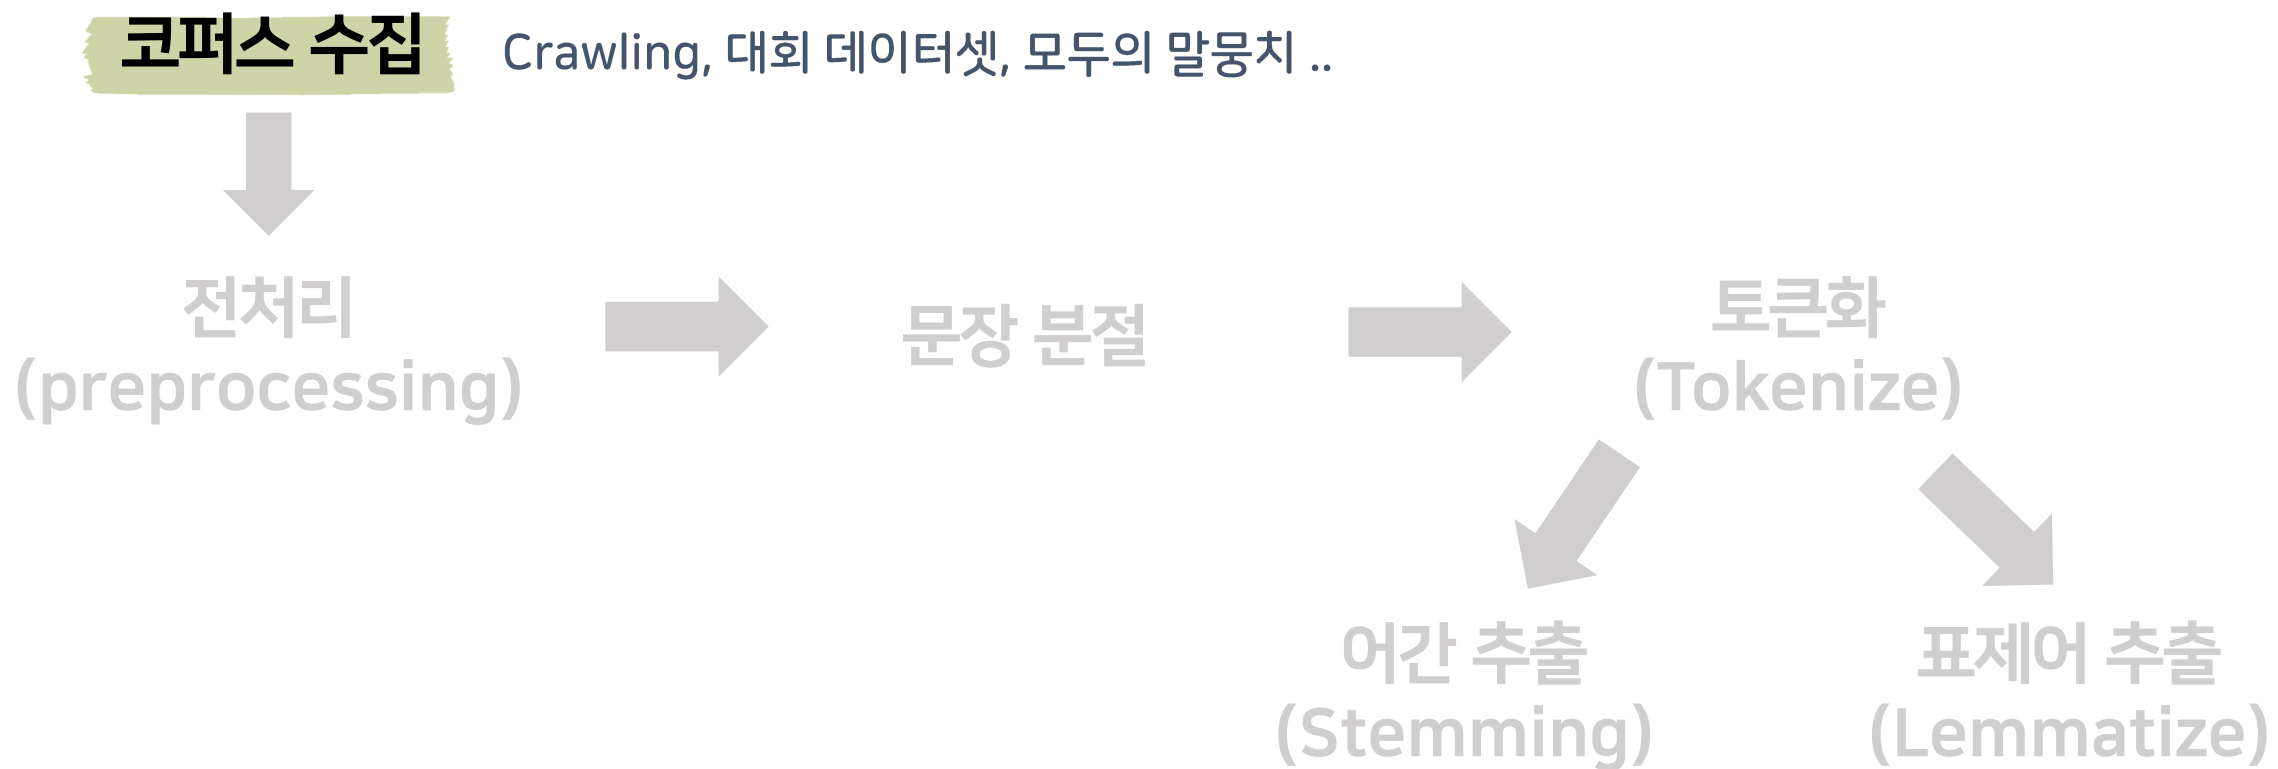 코퍼스 수집
Crawling, 대회 데이터셋, 모두의 말뭉치 ..
전처리
(preprocessing)
문장 분절
토큰화
(Tokenize)
어간 추출
(Stemming)
표제어 추출
(Lemmatize)